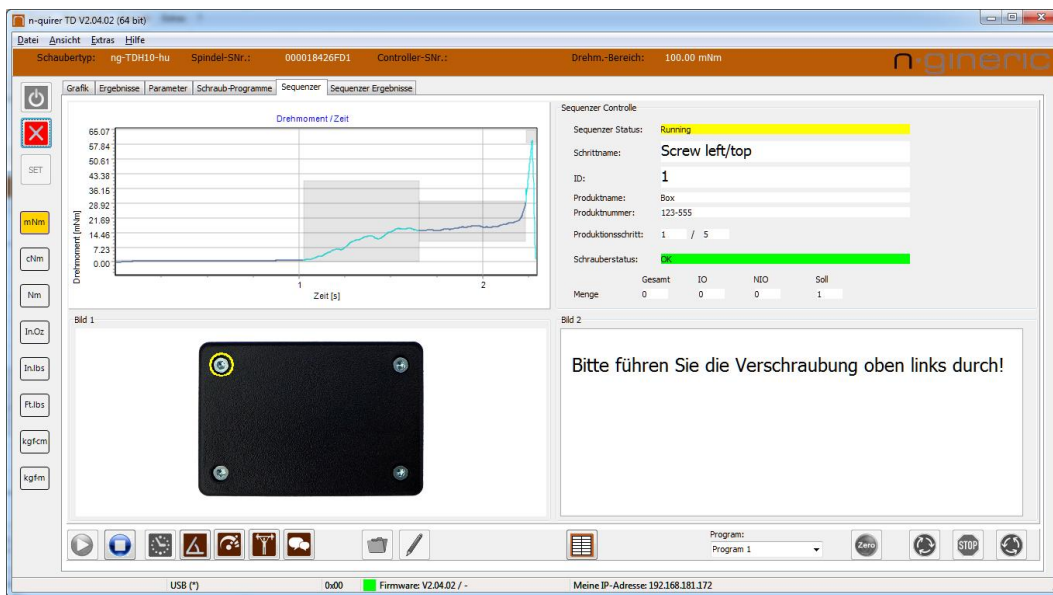 n-quirer TD V2.04.02 (64 bit)
Datei Ansicht Extras Hilfe
Schaubertyp: ng-TDH10-hu Spindel-SNr.: 000018426FD1 Controller-SNr.: Drehm.-Bereich: 100.00 mNm n-gineric
Grafik Ergebnisse Parameter Schraub-Programme Sequenzer Sequenzer Ergebnisse
SET
mNm
cNm
Nm
In.Oz
In.lbs
Ft.lbs
kgfcm
kgfm
Drehmoment / Zeit
Drehmoment [mNm]
65.07
57.84
50.61
43.38
36.15
28.92
21.69
14.46
7.23
0.00
1 2
Zeit [s]
Sequenzer Controlle
Sequenzer Status: Running
Schrittname: Screw left/top
ID: 1
Produktname: Box
Produktnummer: 123-555
Produktionsschritt: 1 / 5
Schrauberstatus: OK
Gesamt IO NIO Soll
Menge 0 0 0 1
Bild 1
Bild 2
Bitte führen Sie die Verschraubung oben links durch!
Program:
Program 1
Zero
STOP
USB (*) 0x00 Firmware: V2.04.02 / - Meine IP-Adresse: 192.168.181.172